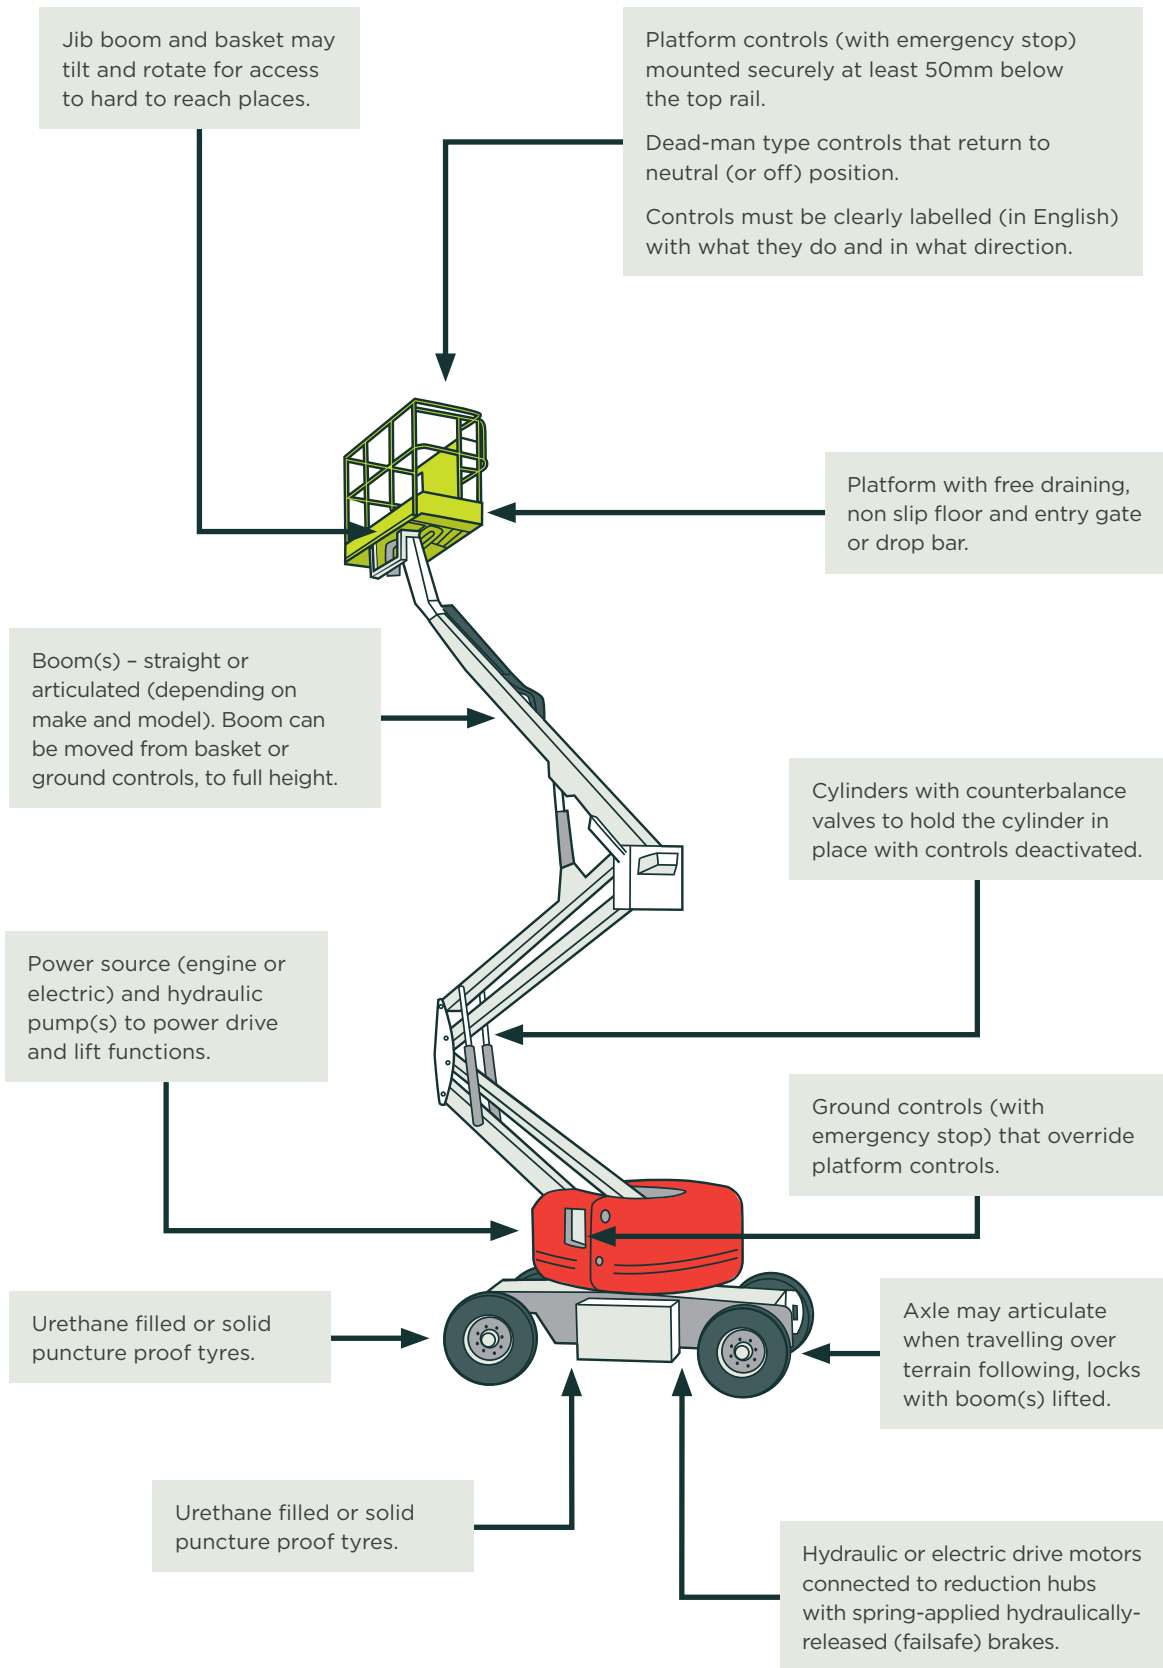 Jib boom and basket may
tilt and rotate for access
to hard to reach places.
Platform controls (with emergency stop)
mounted securely at least 50mm below
the top rail.
Dead-man type controls that return to
neutral (or off) position.
Controls must be clearly labelled (in English)
with what they do and in what direction.
Platform with free draining,
non slip floor and entry gate
or drop bar.
Boom(s) – straight or
articulated (depending on
make and model). Boom can
be moved from basket or
ground controls, to full height.
Cylinders with counterbalance
valves to hold the cylinder in
place with controls deactivated.
Power source (engine or
electric) and hydraulic
pump(s) to power drive
and lift functions.
Ground controls (with
emergency stop) that override
platform controls.
Urethane filled or solid
puncture proof tyres.
Axle may articulate
when travelling over
terrain following, locks
with boom(s) lifted.
Urethane filled or solid
puncture proof tyres.
Hydraulic or electric drive motors
connected to reduction hubs
with spring-applied hydraulically-
released (failsafe) brakes.